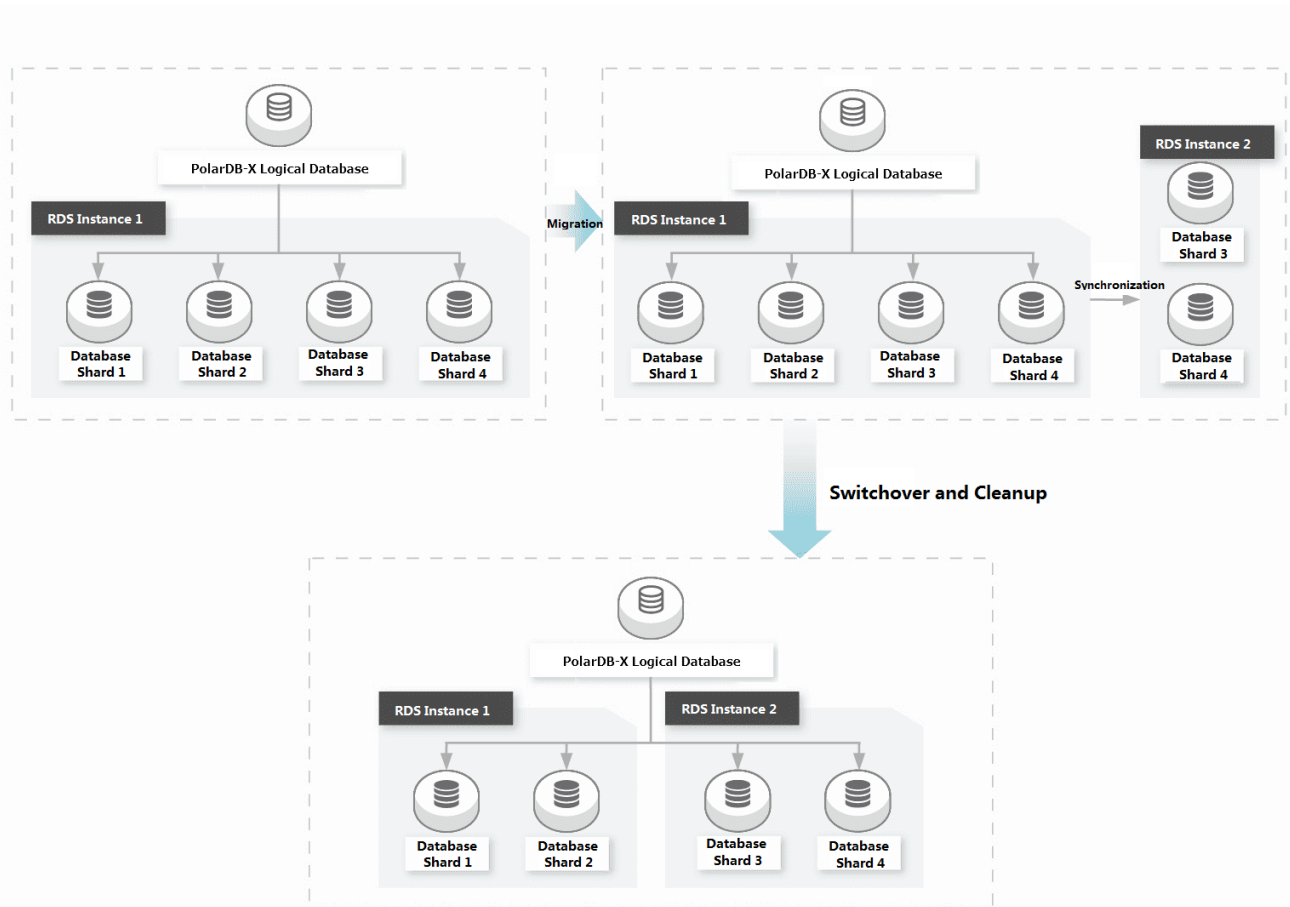 PolarDB-X Logical Database
RDS Instance 1
Database
Shard 1
Database
Shard 2
Database
Shard 3
Database
Shard 4
Migration
PolarDB-X Logical Database
RDS Instance 1
Database
Shard 1
Database
Shard 2
Database
Shard 3
Database
Shard 4
Synchronization
RDS Instance 2
Database
Shard 3
Database
Shard 4
Switchover and Cleanup
PolarDB-X Logical Database
RDS Instance 1
Database
Shard 1
Database
Shard 2
RDS Instance 2
Database
Shard 3
Database
Shard 4